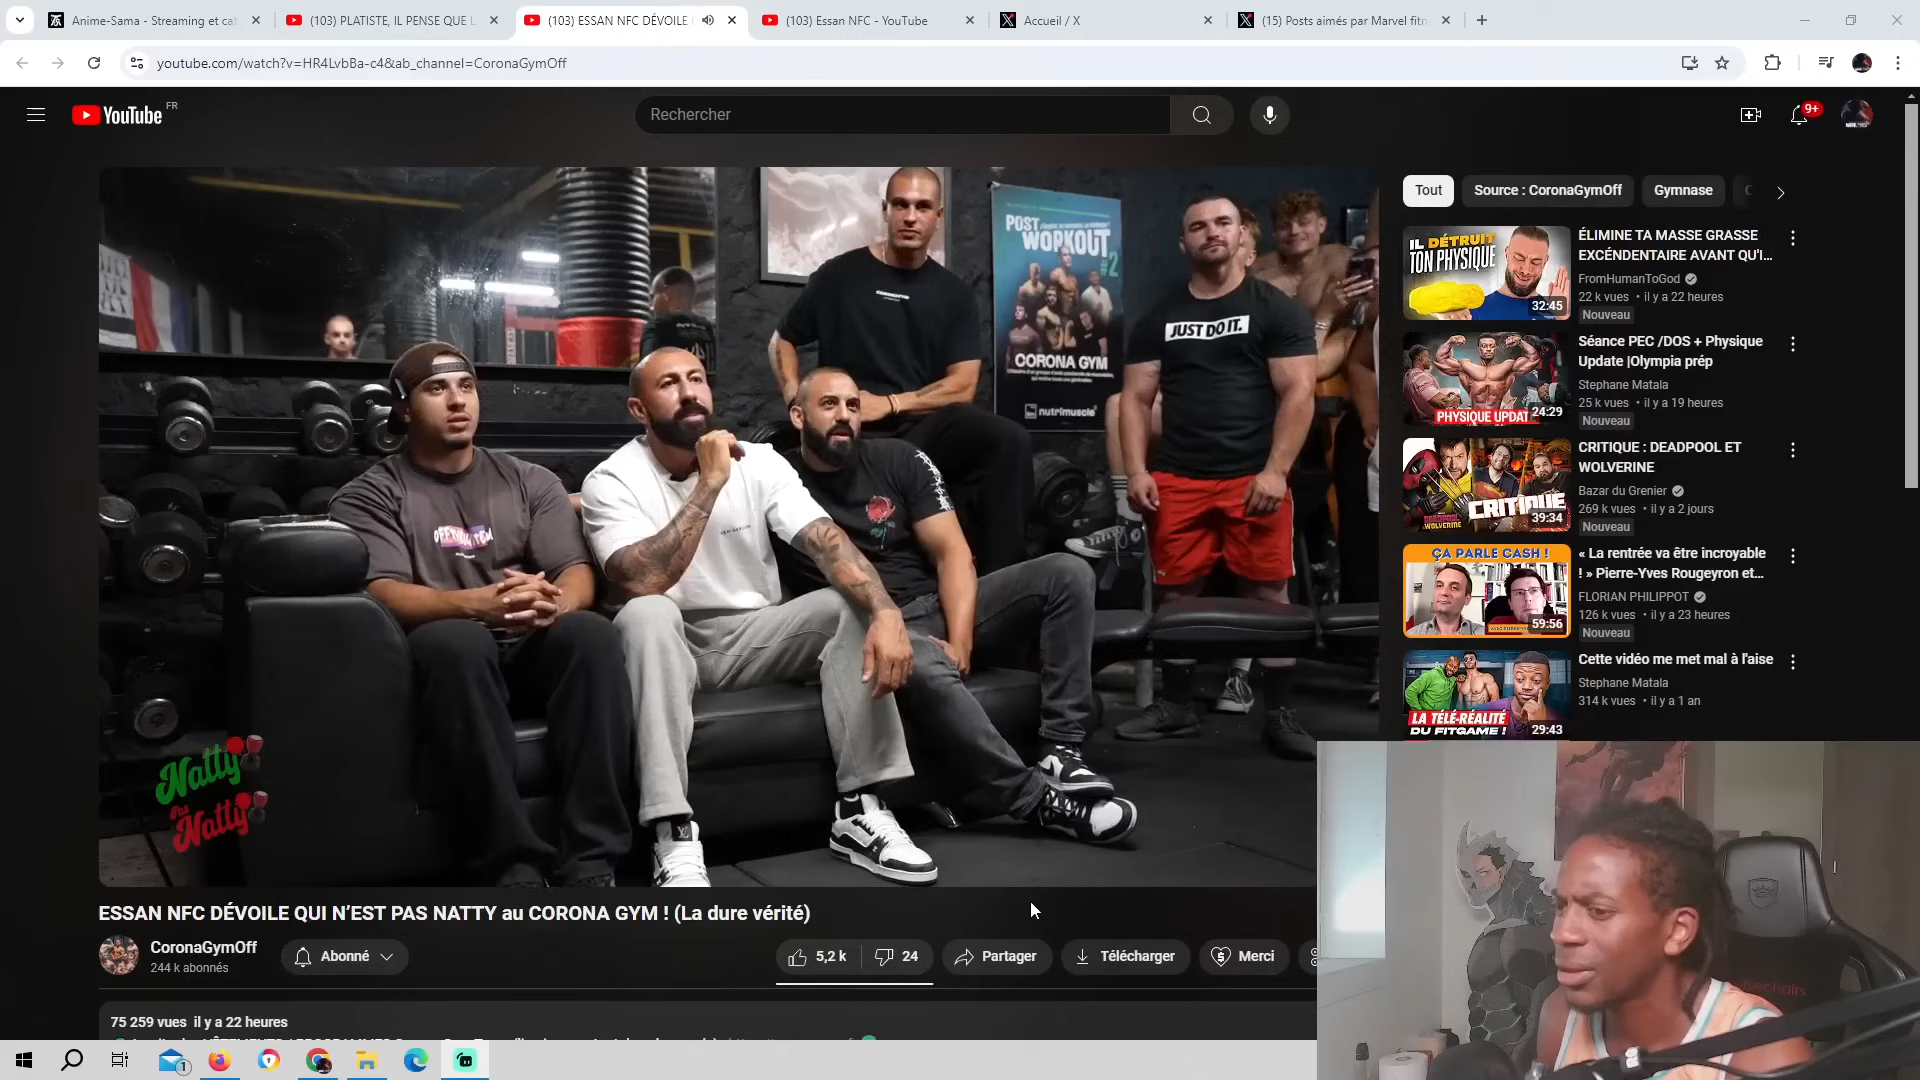 Anime-Sama - Streaming et cat
(103) PLATISTE, IL PENSE QUE L
(103) ESSAN NFC DÉVOILE
(103) Essan NFC - YouTube
Accueil / X
(15) Posts aimés par Marvel fitn
youtube.com/watch?v=HR4LvbBa-c4&ab_channel=CoronaGymOff
YouTube FR
Rechercher
9+
Tout
Source : CoronaGymOff
Gymnase
POST
WORKOUT
#2
CORONA GYM
nutrimuscle
JUST DO IT.
Natty
Pas
Natty
IL DÉTRUIT
TON PHYSIQUE
32:45
ÉLIMINE TA MASSE GRASSE
EXCÉNDENTAIRE AVANT QU'I...
FromHumanToGod
22 k vues • il y a 22 heures
Nouveau
PHYSIQUE UPDAT
24:29
Séance PEC /DOS + Physique
Update |Olympia prép
Stephane Matala
25 k vues • il y a 19 heures
Nouveau
CRITIQUE
39:34
CRITIQUE : DEADPOOL ET
WOLVERINE
Bazar du Grenier
269 k vues • il y a 2 jours
Nouveau
ÇA PARLE CASH !
59:56
« La rentrée va être incroyable
! » Pierre-Yves Rougeyron et...
FLORIAN PHILIPPOT
126 k vues • il y a 23 heures
Nouveau
LA TÉLÉ-RÉALITÉ
DU FITGAME !
29:43
Cette vidéo me met mal à l'aise
Stephane Matala
314 k vues • il y a 1 an
ESSAN NFC DÉVOILE QUI N'EST PAS NATTY au CORONA GYM ! (La dure vérité)
CoronaGymOff
244 k abonnés
Abonné
5,2 k
24
Partager
Télécharger
Merci
75 259 vues il y a 22 heures
1